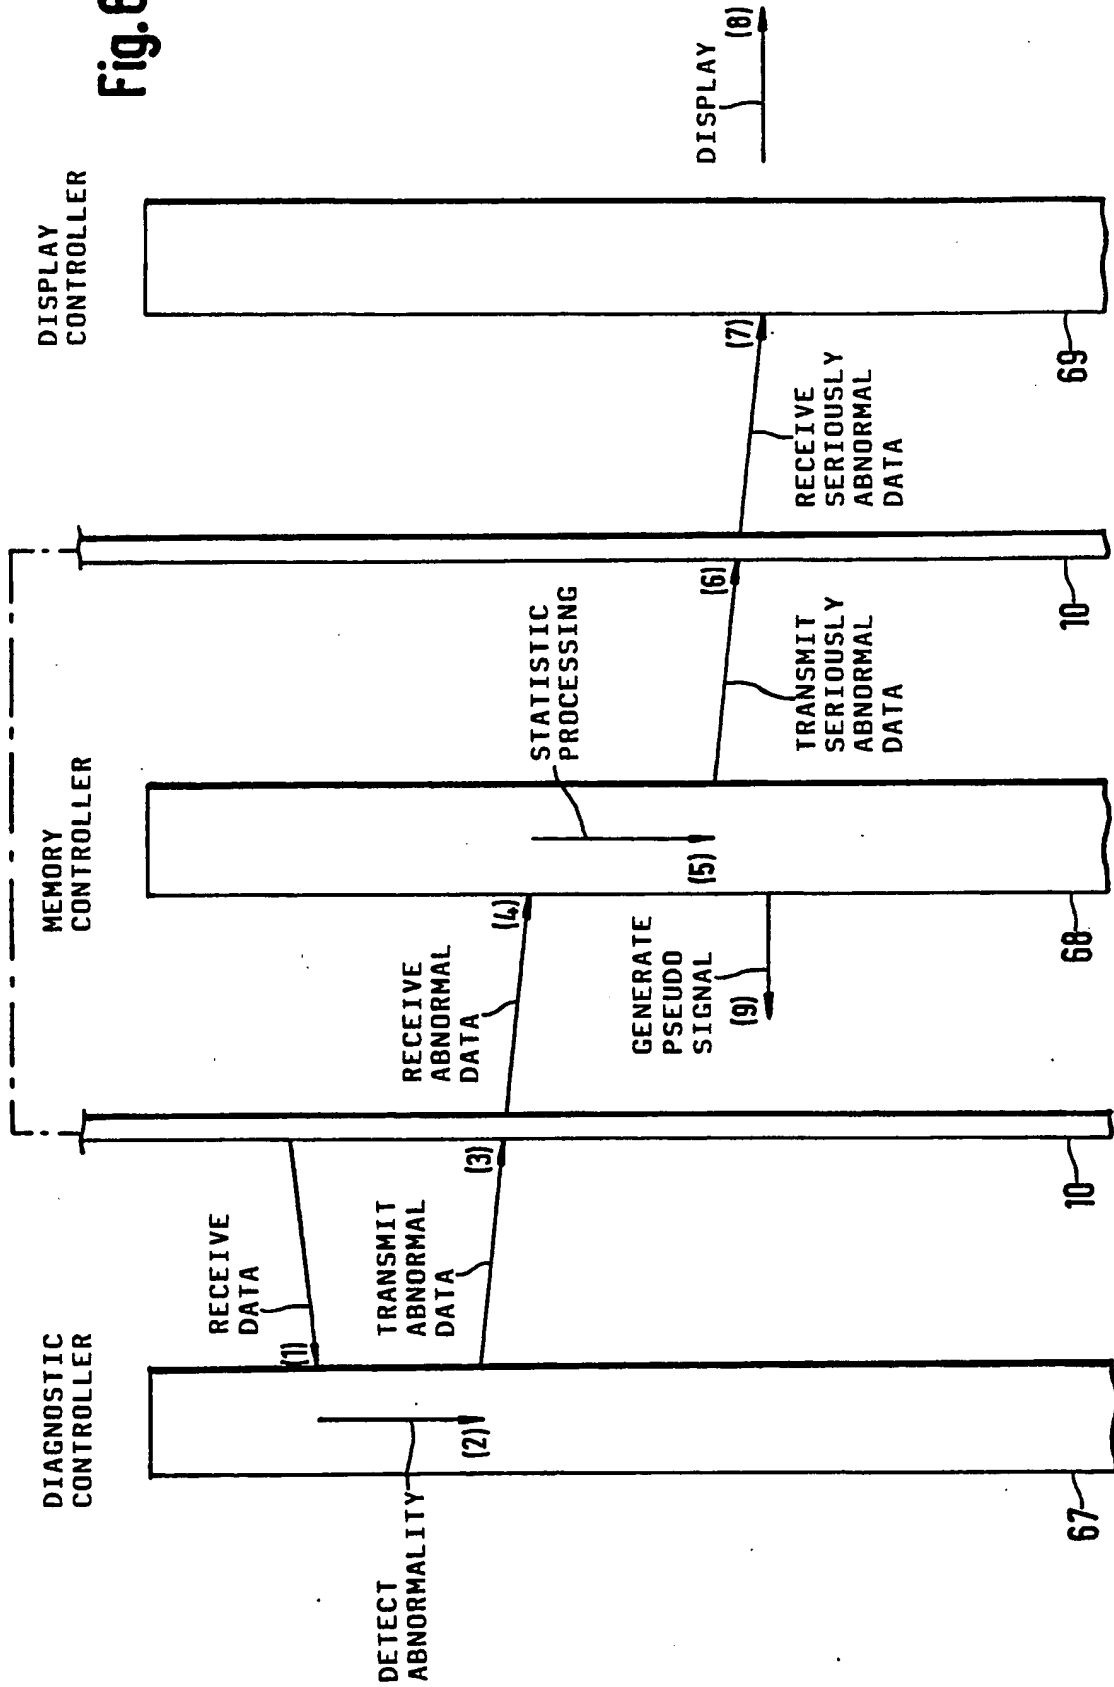 Fig.6
DIAGNOSTIC
CONTROLLER
MEMORY
CONTROLLER
DISPLAY
CONTROLLER
RECEIVE
DATA
(1)
DETECT
ABNORMALITY
(2)
TRANSMIT
ABNORMAL
DATA
(3)
RECEIVE
ABNORMAL
DATA
(4)
STATISTIC
PROCESSING
(5)
TRANSMIT
SERIOUSLY
ABNORMAL
DATA
(6)
RECEIVE
SERIOUSLY
ABNORMAL
DATA
(7)
DISPLAY
(8)
GENERATE
PSEUDO
SIGNAL
(9)
67
10
68
10
69